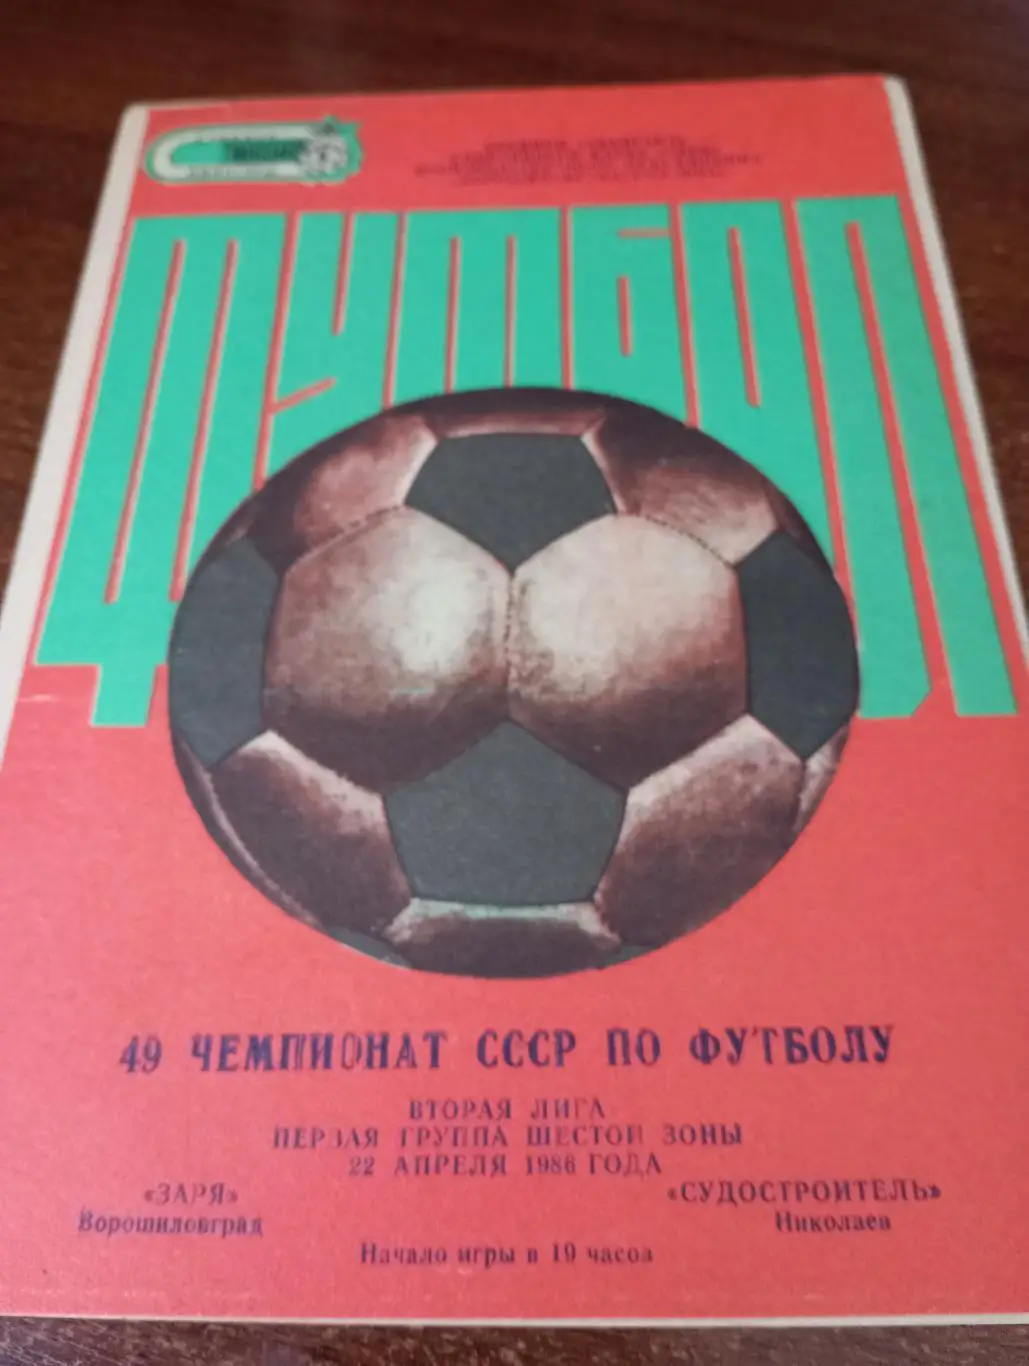 ФУТБОЛ
49 ЧЕМПИОНАТ СССР ПО ФУТБОЛУ
ВТОРАЯ ЛИГА
ПЕРВАЯ ГРУППА ШЕСТОЙ ЗОНЫ
22 АПРЕЛЯ 1986 ГОДА
«ЗАРЯ» «СУДОСТРОИТЕЛЬ»
Ворошиловград Николаев
Начало игры в 19 часов